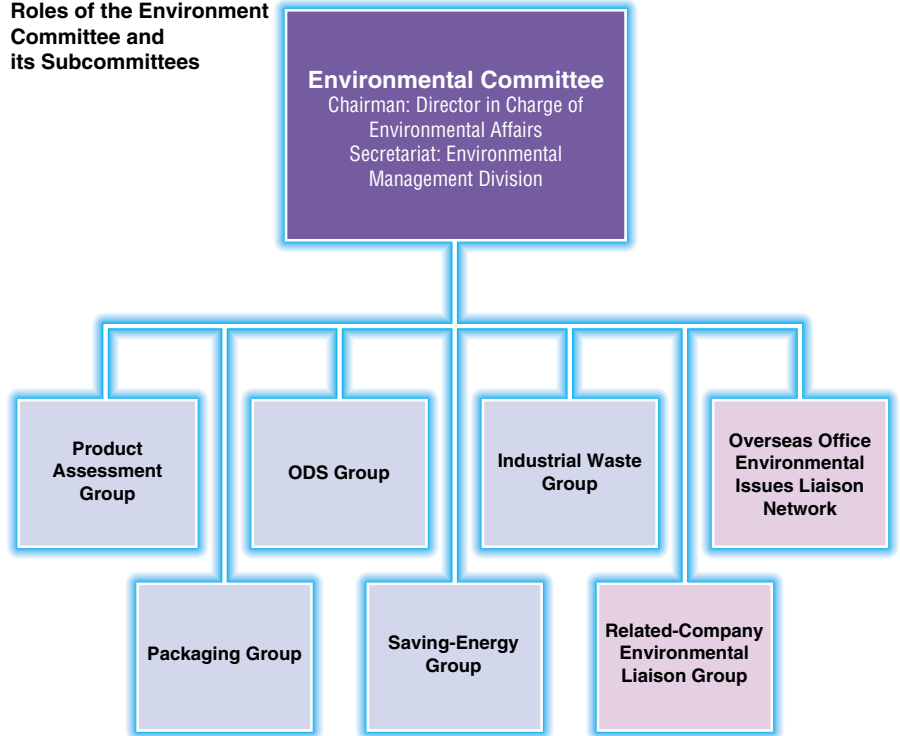 Roles of the Environment
Committee and
its Subcommittees
Environmental Committee
Chairman: Director in Charge of
Environmental Affairs
Secretariat: Environmental
Management Division
Product
Assessment
Group
ODS Group
Industrial Waste
Group
Overseas Office
Environmental
Issues Liaison
Network
Packaging Group
Saving-Energy
Group
Related-Company
Environmental
Liaison Group